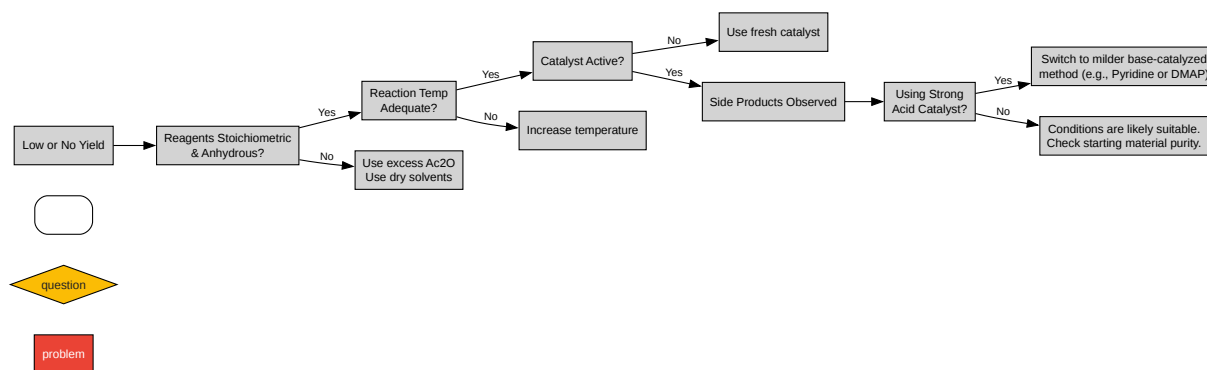 Low or No Yield
Reagents Stoichiometric
& Anhydrous?
Yes
No
Reaction Temp
Adequate?
Use excess Ac2O
Use dry solvents
Yes
No
Catalyst Active?
Increase temperature
No
Yes
Use fresh catalyst
Side Products Observed
Using Strong
Acid Catalyst?
Yes
No
Switch to milder base-catalyzed
method (e.g., Pyridine or DMAP)
Conditions are likely suitable.
Check starting material purity.
question
problem